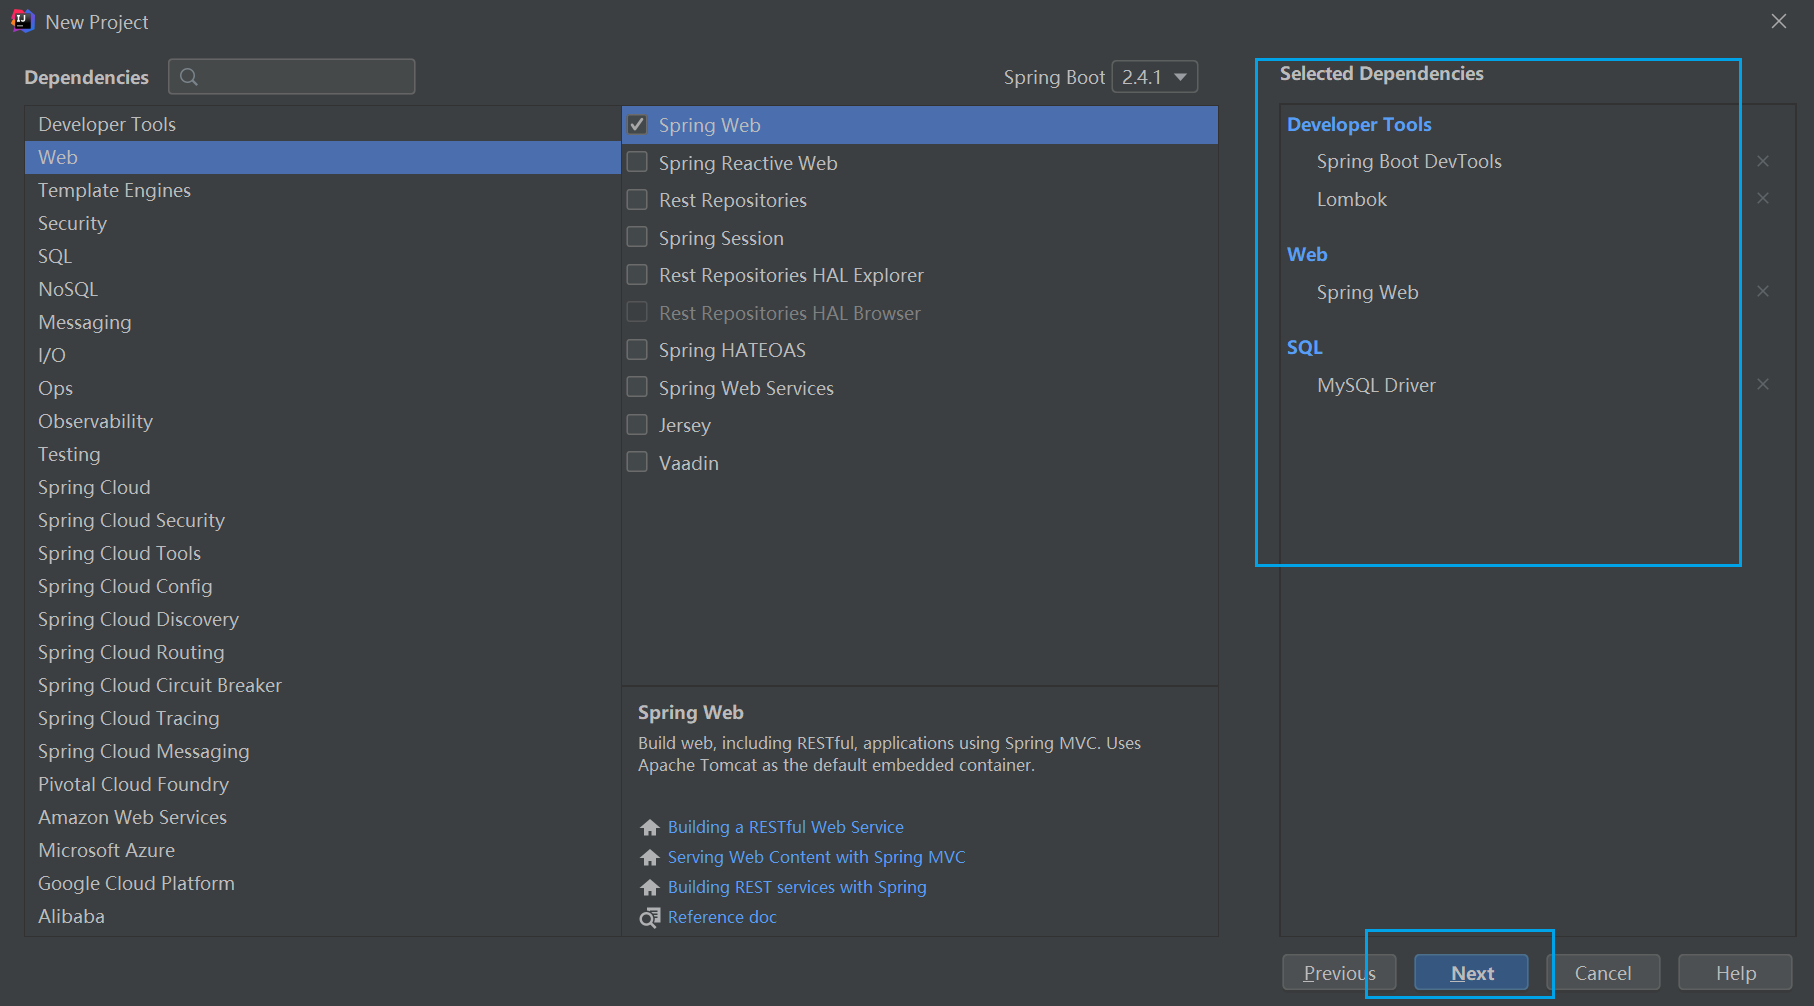 New Project
Dependencies
Spring Boot 2.4.1
Developer Tools
Web
Template Engines
Security
SQL
NoSQL
Messaging
I/O
Ops
Observability
Testing
Spring Cloud
Spring Cloud Security
Spring Cloud Tools
Spring Cloud Config
Spring Cloud Discovery
Spring Cloud Routing
Spring Cloud Circuit Breaker
Spring Cloud Tracing
Spring Cloud Messaging
Pivotal Cloud Foundry
Amazon Web Services
Microsoft Azure
Google Cloud Platform
Alibaba
Spring Web
Spring Reactive Web
Rest Repositories
Spring Session
Rest Repositories HAL Explorer
Rest Repositories HAL Browser
Spring HATEOAS
Spring Web Services
Jersey
Vaadin
Spring Web
Build web, including RESTful, applications using Spring MVC. Uses
Apache Tomcat as the default embedded container.
Building a RESTful Web Service
Serving Web Content with Spring MVC
Building REST services with Spring
Reference doc
Selected Dependencies
Developer Tools
Spring Boot DevTools
Lombok
Web
Spring Web
SQL
MySQL Driver
Previous
Next
Cancel
Help